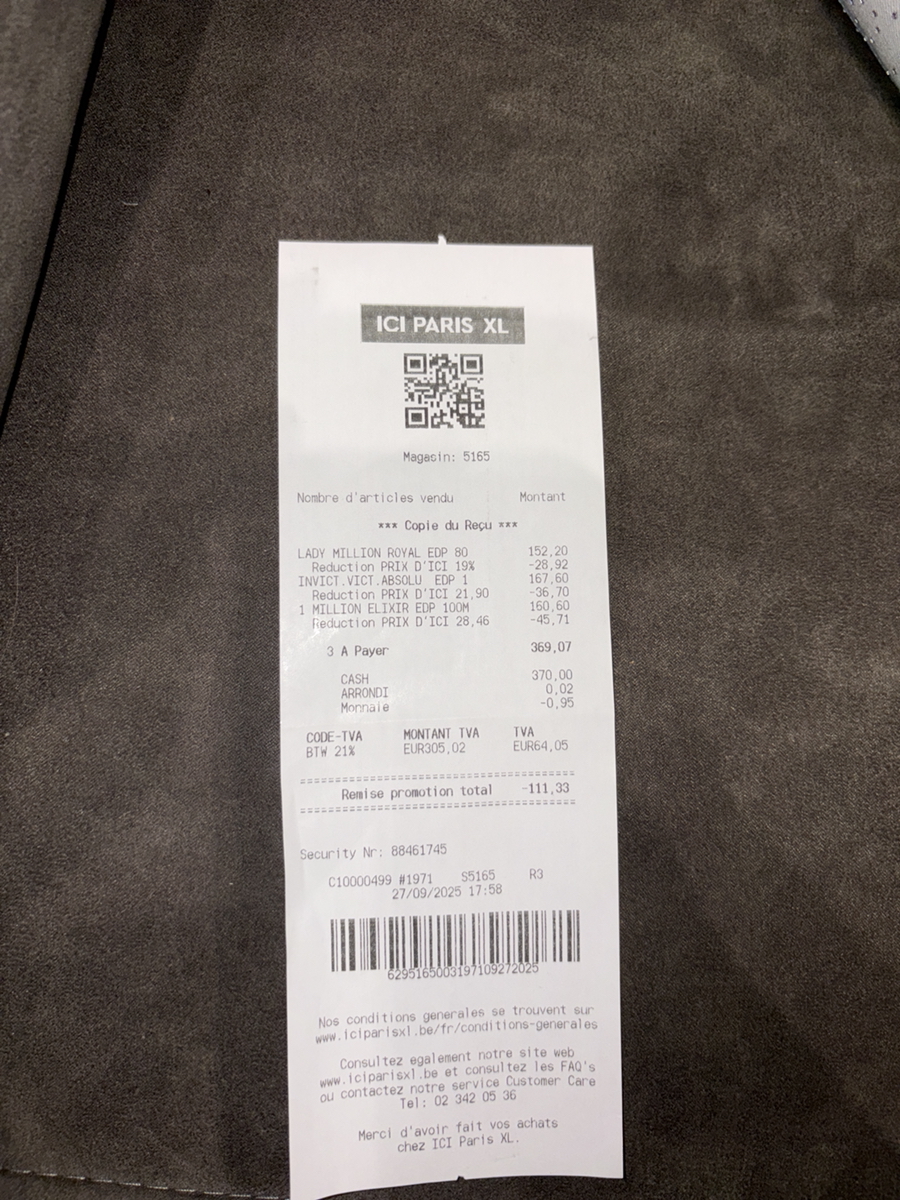 ICI PARIS XL
Magasin: 5165
Nombre d'articles vendu Montant
*** Copie du Reçu ***
LADY MILLION ROYAL EDP 80 152,20
Reduction PRIX D'ICI 19% -28,92
INVICT.VICT.ABSOLU EDP 1 167,60
Reduction PRIX D'ICI 21,90 -36,70
1 MILLION ELIXIR EDP 100M 160,60
Reduction PRIX D'ICI 28,46 -45,71
3 A Payer 369,07
CASH 370,00
ARRONDI 0,02
Monnaie -0,95
CODE-TVA MONTANT TVA TVA
BTW 21% EUR305,02 EUR64,05
========================================
Remise promotion total -111,33
========================================
Security Nr: 88461745
C10000499 #1971 S5165 R3
27/09/2025 17:58
6295165003197109272025
Nos conditions generales se trouvent sur
www.iciparisxl.be/fr/conditions-generales
Consultez egalement notre site web
www.iciparisxl.be et consultez les FAQ's
ou contactez notre service Customer Care
Tel: 02 342 05 36
Merci d'avoir fait vos achats
chez ICI Paris XL.